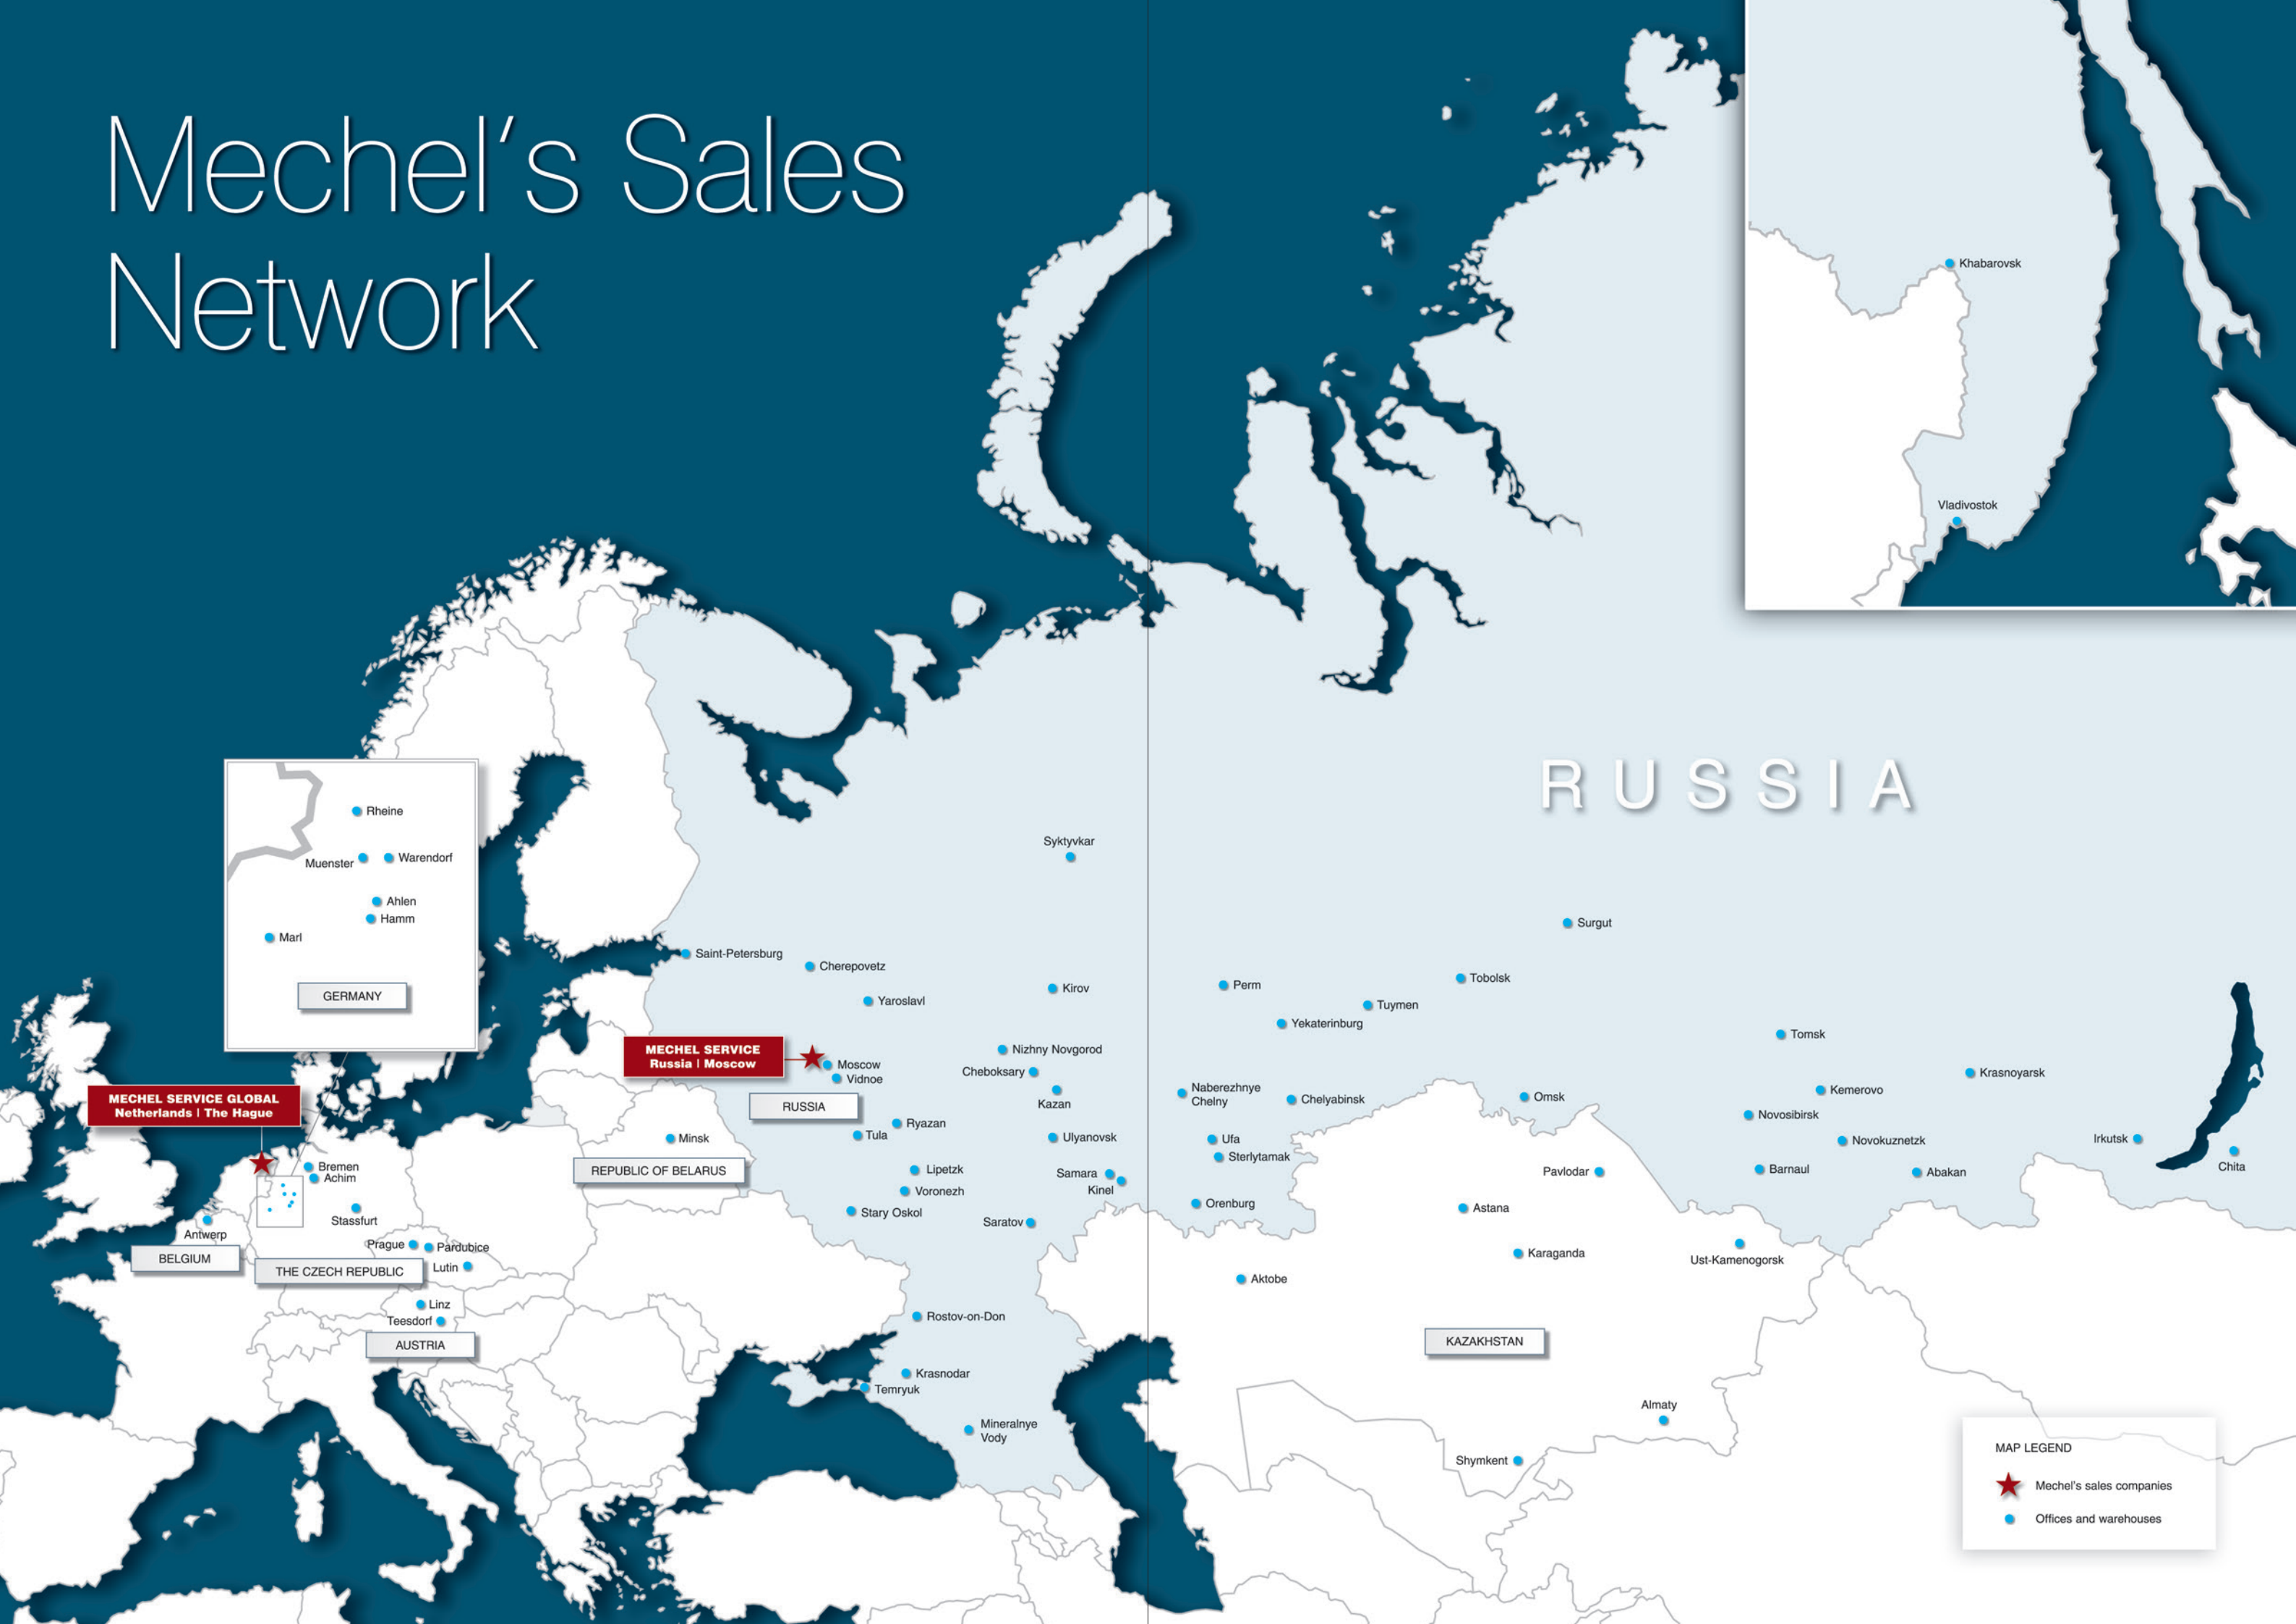 Mechel's Sales
Network
Khabarovsk
Vladivostok
RUSSIA
Rheine
Muenster
Warendorf
Ahlen
Hamm
Marl
GERMANY
Syktyvkar
Surgut
Saint-Petersburg
Cherepovetz
Yaroslavl
Kirov
Perm
Tobolsk
Tuymen
Yekaterinburg
Tomsk
MECHEL SERVICE
Russia | Moscow
Moscow
Vidnoe
RUSSIA
Nizhny Novgorod
Cheboksary
Kazan
Naberezhnye
Chelny
Chelyabinsk
Omsk
Kemerovo
Krasnoyarsk
Novosibirsk
Novokuznetzk
Irkutsk
Chita
MECHEL SERVICE GLOBAL
Netherlands | The Hague
Ryazan
Tula
Minsk
REPUBLIC OF BELARUS
Ulyanovsk
Ufa
Sterlytamak
Bremen
Achim
Lipetzk
Samara
Kinel
Pavlodar
Barnaul
Abakan
Voronezh
Stary Oskol
Saratov
Orenburg
Astana
Stassfurt
Antwerp
BELGIUM
Prague
Pardubice
Lutin
THE CZECH REPUBLIC
Karaganda
Ust-Kamenogorsk
Aktobe
Linz
Teesdorf
AUSTRIA
Rostov-on-Don
KAZAKHSTAN
Krasnodar
Temryuk
Mineralnye
Vody
Almaty
Shymkent
MAP LEGEND
Mechel's sales companies
Offices and warehouses